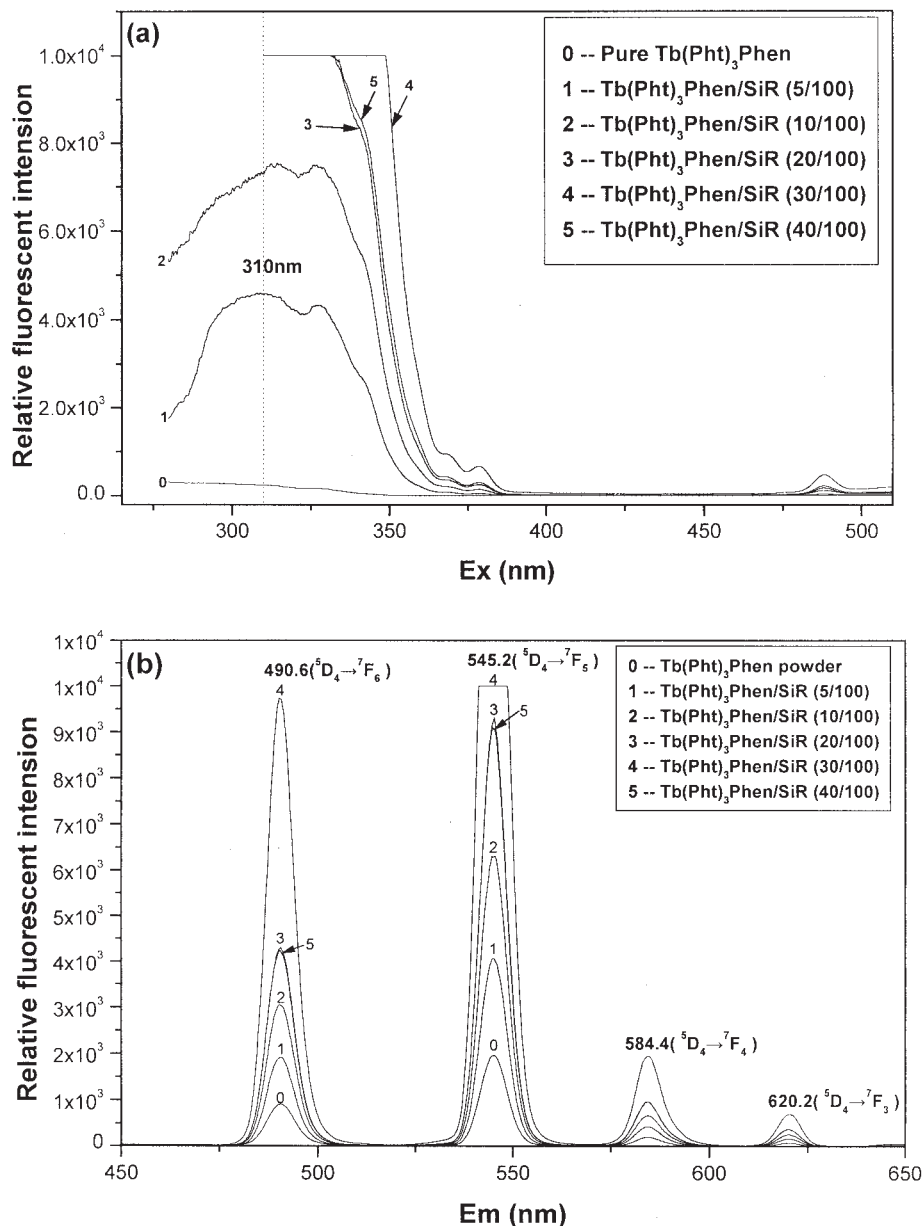 (a)
Relative fluorescent intension
1.0x10⁴
8.0x10³
6.0x10³
4.0x10³
2.0x10³
0.0
5
4
3
2
310nm
1
0
0 -- Pure Tb(Pht)₃Phen
1 -- Tb(Pht)₃Phen/SiR (5/100)
2 -- Tb(Pht)₃Phen/SiR (10/100)
3 -- Tb(Pht)₃Phen/SiR (20/100)
4 -- Tb(Pht)₃Phen/SiR (30/100)
5 -- Tb(Pht)₃Phen/SiR (40/100)
300 350 400 450 500
Ex (nm)
(b)
Relative fluorescent intension
1x10⁴
1x10⁴
9x10³
8x10³
7x10³
6x10³
5x10³
4x10³
3x10³
2x10³
1x10³
0
490.6(⁵D₄→⁷F₆)
4
3
5
2
1
0
545.2(⁵D₄→⁷F₅)
4
3
5
2
1
0
584.4(⁵D₄→⁷F₄)
620.2(⁵D₄→⁷F₃)
0 -- Tb(Pht)₃Phen powder
1 -- Tb(Pht)₃Phen/SiR (5/100)
2 -- Tb(Pht)₃Phen/SiR (10/100)
3 -- Tb(Pht)₃Phen/SiR (20/100)
4 -- Tb(Pht)₃Phen/SiR (30/100)
5 -- Tb(Pht)₃Phen/SiR (40/100)
450 500 550 600 650
Em (nm)